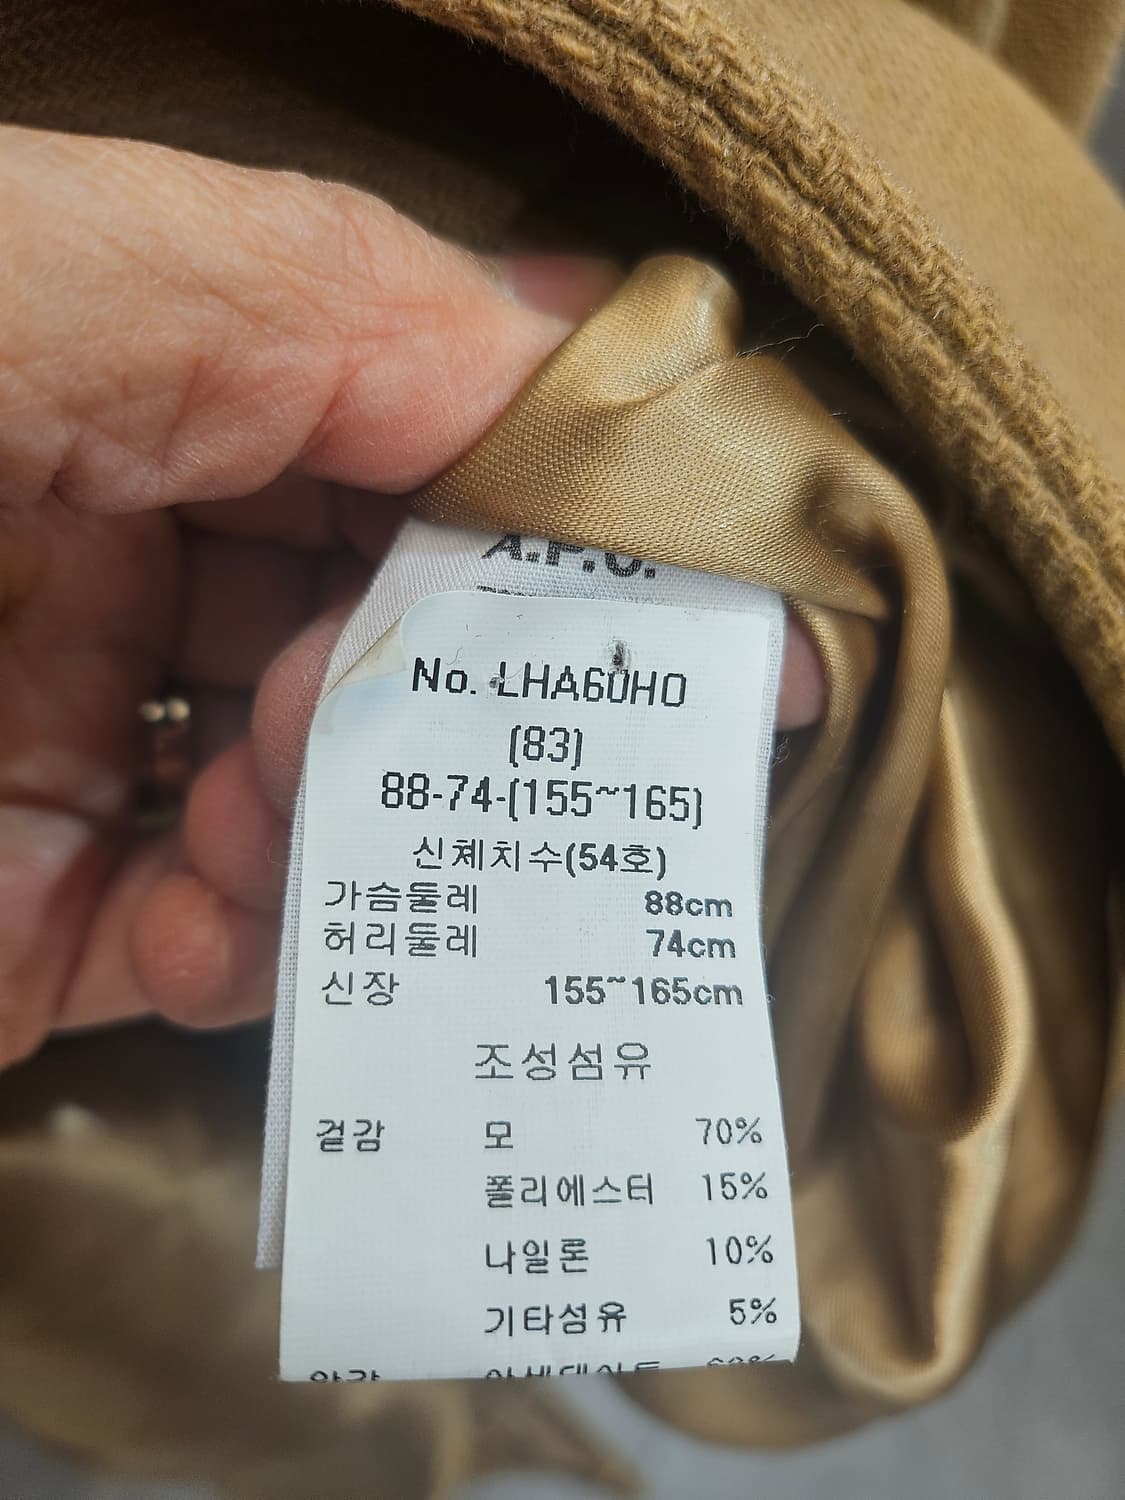 A.P.C.
No. LHA60HO
(83)
88-74-(155~165)
신체치수(54호)
가슴둘레 88cm
허리둘레 74cm
신장 155~165cm
조성섬유
겉감 모 70%
폴리에스터 15%
나일론 10%
기타섬유 5%